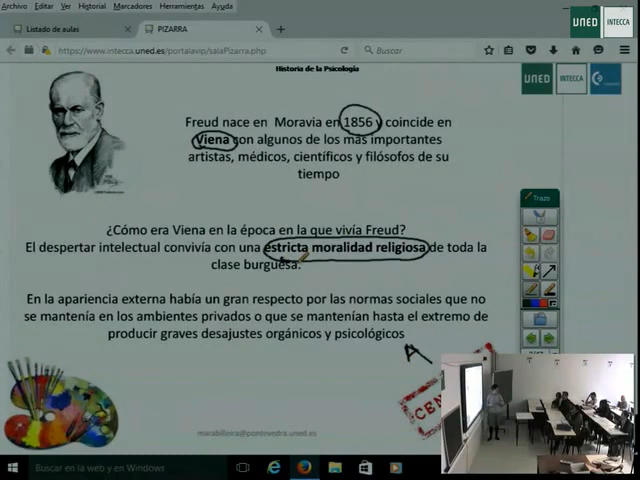 Archivo Editar Ver Historial Marcadores Herramientas Ayuda
Listado de aulas
PIZARRA
https://www.intecca.uned.es/portalavip/salaPizarra.php
Buscar
UNED INTECCA
Historia de la Psicología
UNED INTECCA
Freud nace en Moravia en 1856 y coincide en
Viena con algunos de los más importantes
artistas, médicos, científicos y filósofos de su
tiempo
Trazo
¿Cómo era Viena en la época en la que vivía Freud?
El despertar intelectual convivía con una estricta moralidad religiosa de toda la
clase burguesa.
En la apariencia externa había un gran respecto por las normas sociales que no
se mantenía en los ambientes privados o que se mantenían hasta el extremo de
producir graves desajustes orgánicos y psicológicos
A
CEN
marabilleira@pontevedra.uned.es
Buscar en la web y en Windows